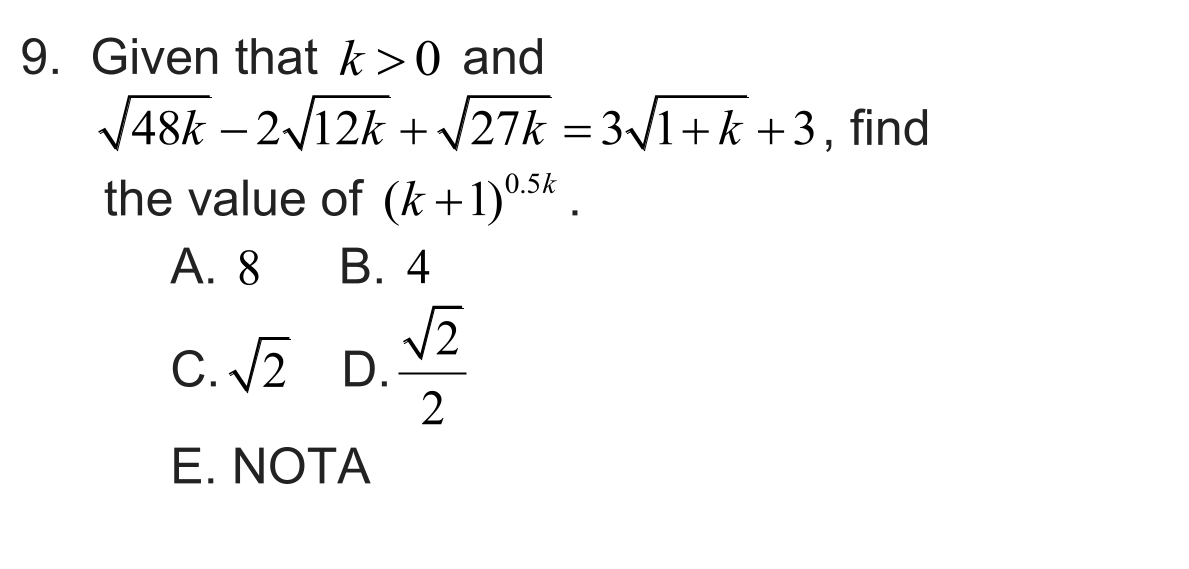 9. Given that k > 0 and
√48k − 2√12k + √27k = 3√1+k + 3, find
the value of (k+1)^0.5k .
A. 8 B. 4
C. √2 D. √2/2
E. NOTA